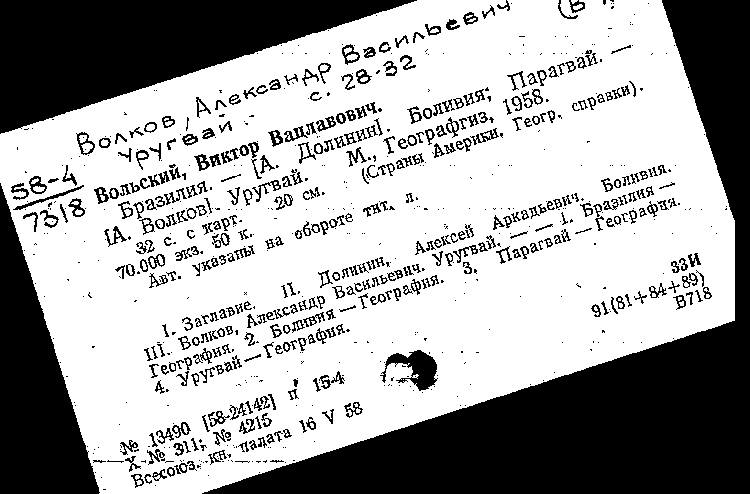 Волков, Александр Васильевич (В
Уругвай. - с. 28-32
58-4
7318
Вольский, Виктор Вацлавович.
Бразилия. — [А. Долинин]. Боливия; Парагвай. —
[А. Волков]. Уругвай. М., Географгиз, 1958.
32 с. с карт. 20 см. (Страны Америки, Геогр. справки).
70.000 экз. 50 к.
Авт. указаны на обороте тит. л.
I. Заглавие. II. Долинин, Алексей Аркадьевич. Боливия.
III. Волков, Александр Васильевич. Уругвай. — — 1. Бразилия —
География. 2. Боливия — География. 3. Парагвай — География.
4. Уругвай — География.
33И
91(81+84+89)
В718
№ 13490 [58-24142] п 15-4
X № 311; № 4215
Всесоюз. кн. палата 16 V 58